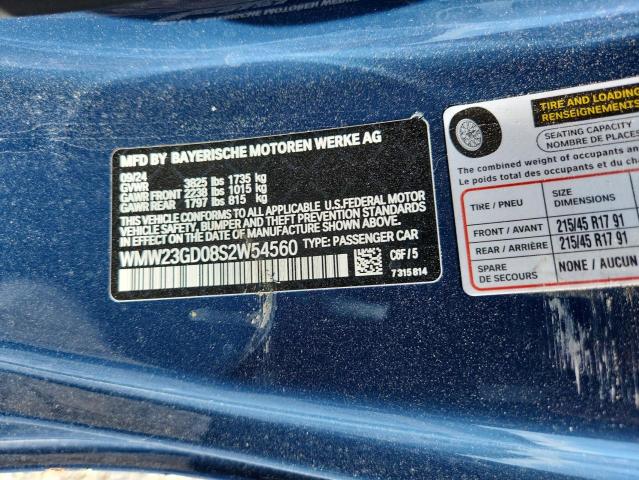 MFD BY BAYERISCHE MOTOREN WERKE AG
09/24
GVWR 3825 lbs 1735 kg
GAWR FRONT 2238 lbs 1015 kg
GAWR REAR 1797 lbs 815 kg
THIS VEHICLE CONFORMS TO ALL APPLICABLE U.S.FEDERAL MOTOR
VEHICLE SAFETY, BUMPER AND THEFT PREVENTION STANDARDS
IN EFFECT ON THE DATE OF MANUFACTURE SHOWN ABOVE.
WMW23GD08S2W54560 TYPE: PASSENGER CAR
C6F/5
7315614
TIRE AND LOADING
RENSEIGNEMENTS
SEATING CAPACITY
NOMBRE DE PLACE
The combined weight of occupants an
Le poids total des occupants et du ch
TIRE / PNEU SIZE DIMENSIONS
FRONT / AVANT 215/45 R17 91
REAR / ARRIÈRE 215/45 R17 91
SPARE DE SECOURS NONE / AUCUN